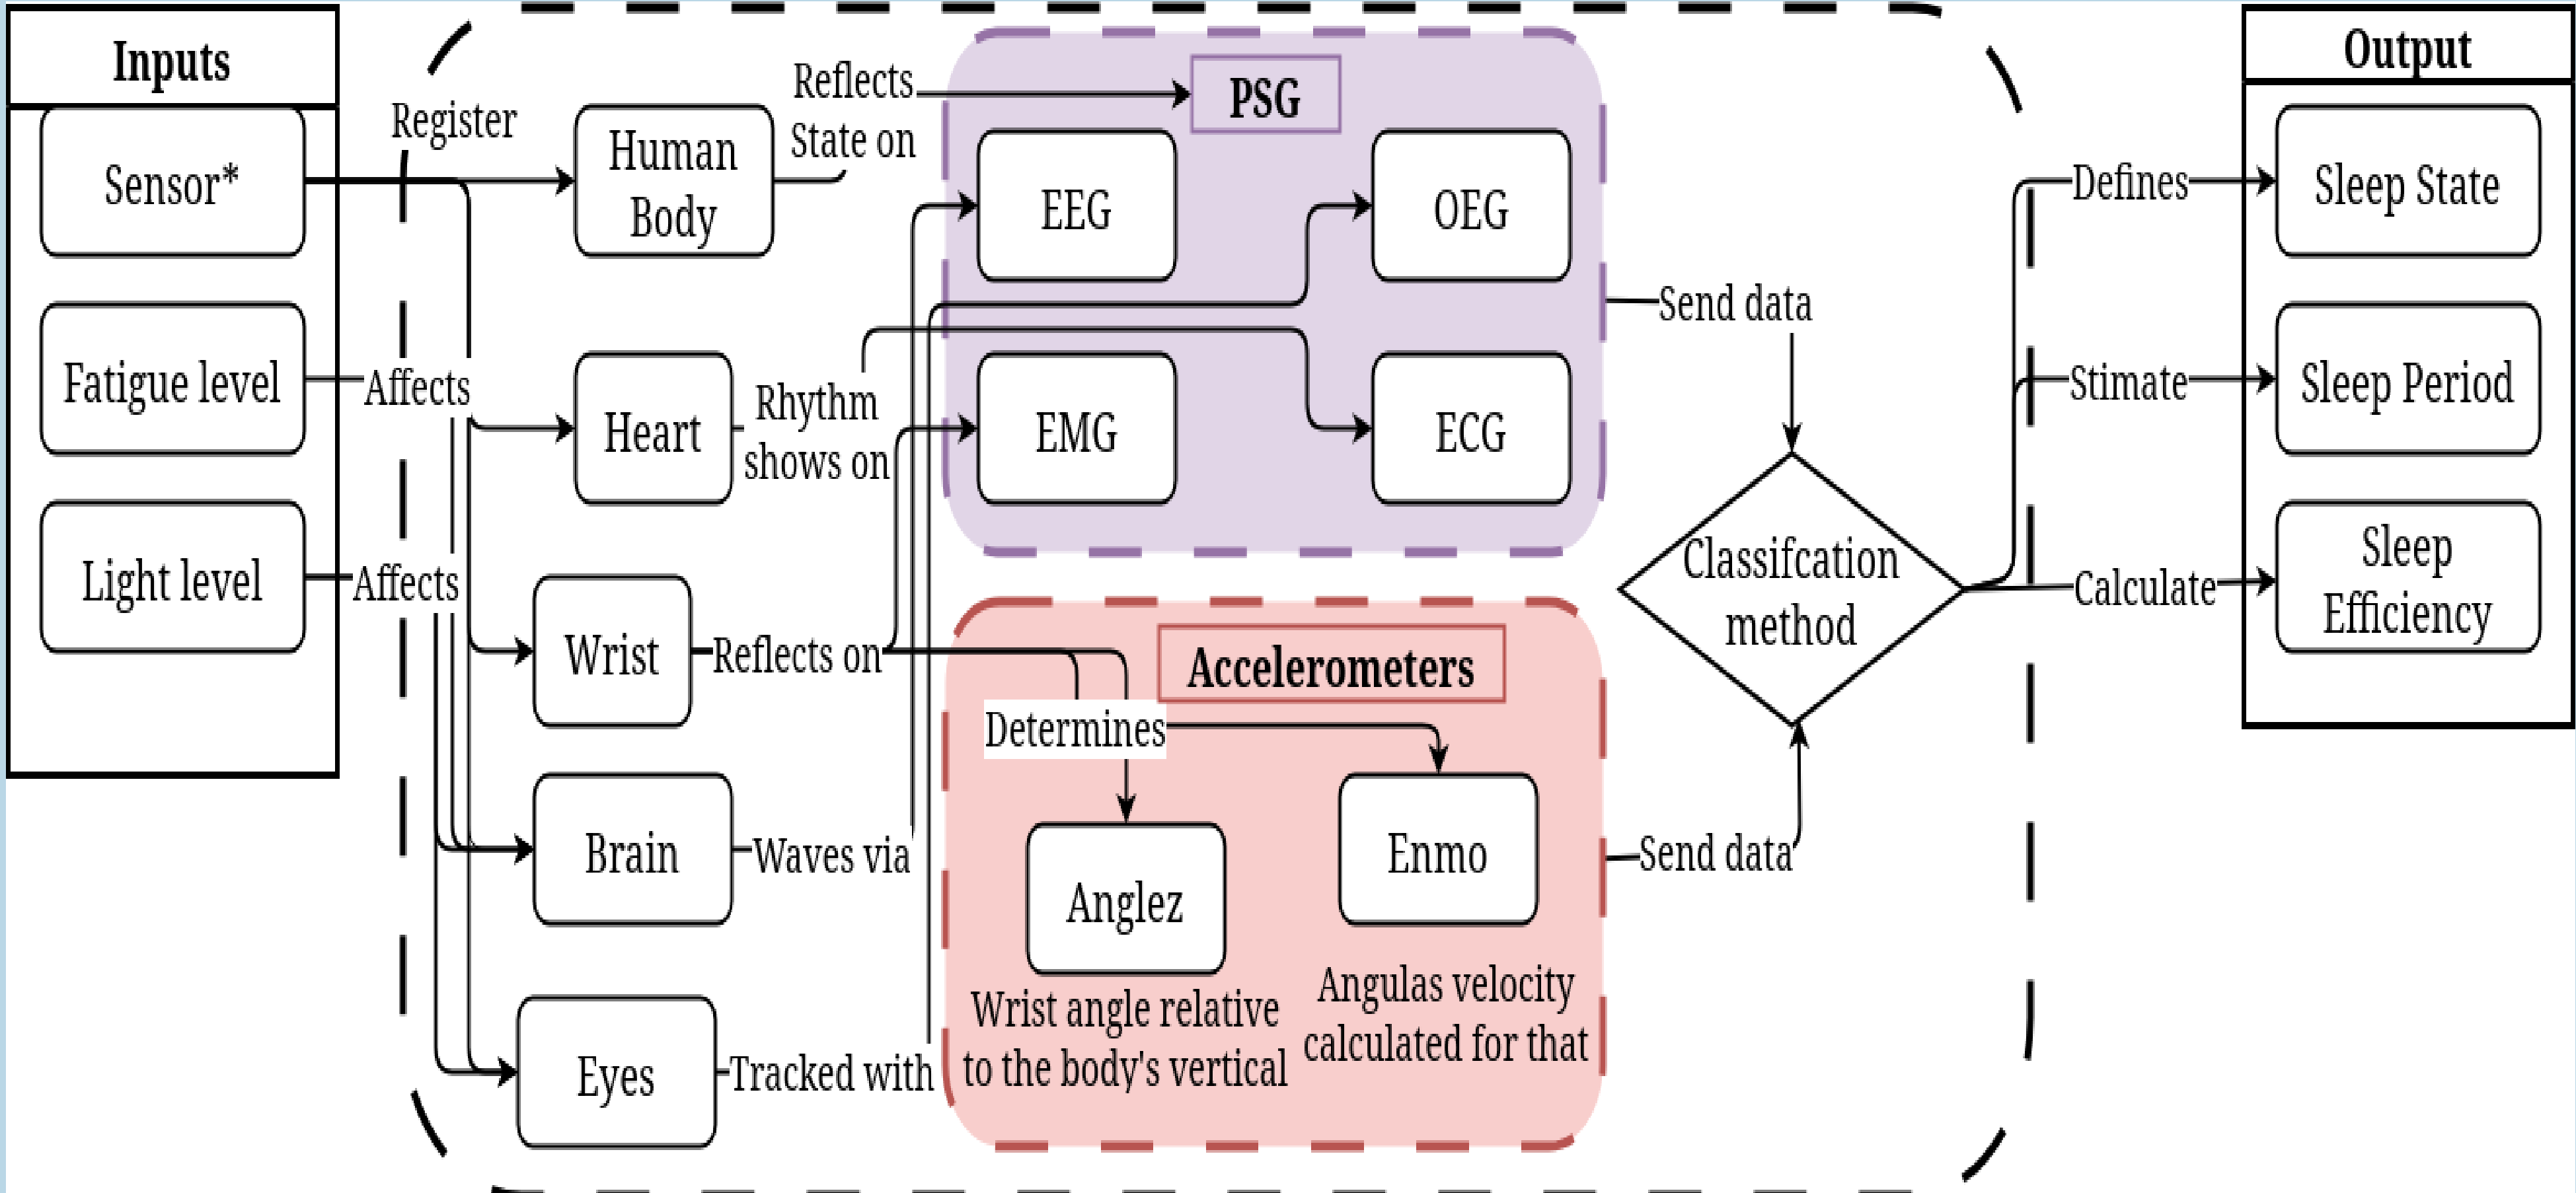 Inputs
Sensor*
Fatigue level
Light level
Register
Affects
Affects
Human
Body
Heart
Wrist
Brain
Eyes
Reflects
State on
Rhythm
shows on
Reflects on
Waves via
Tracked with
PSG
EEG
OEG
EMG
ECG
Accelerometers
Determines
Anglez
Enmo
Wrist angle relative
to the body's vertical
Angulas velocity
calculated for that
Send data
Send data
Classifcation
method
Defines
Stimate
Calculate
Output
Sleep State
Sleep Period
Sleep
Efficiency